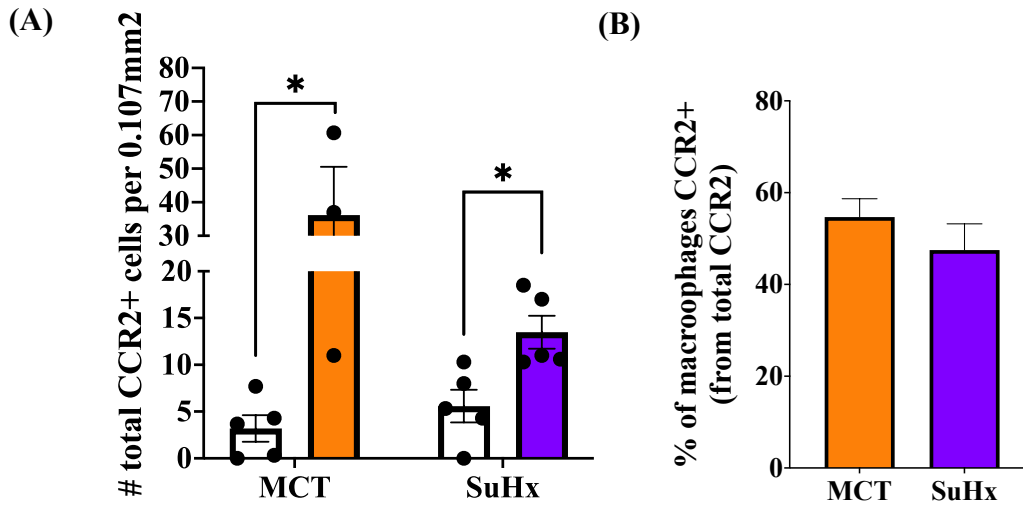 (A)
# total CCR2+ cells per 0.107mm2
80
70
60
50
40
30
20
15
10
5
0
*
*
MCT
SuHx
(B)
% of macroophages CCR2+
(from total CCR2)
80
60
40
20
0
MCT
SuHx